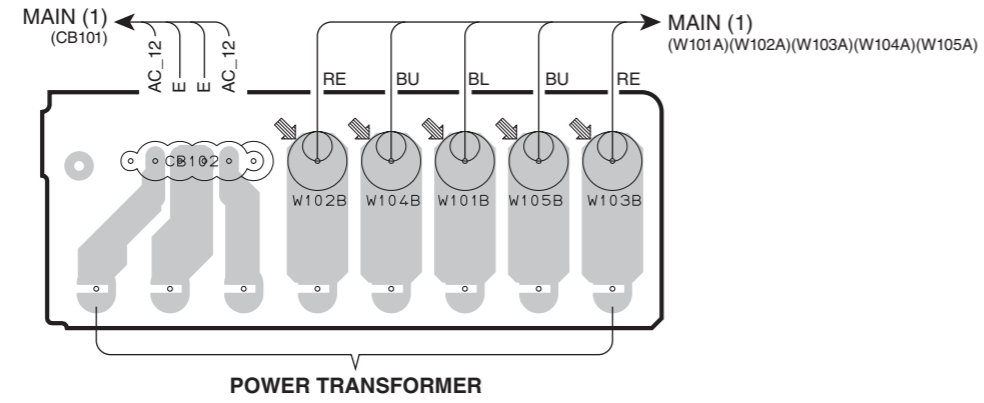 MAIN (1)
(CB101)
AC_12
E
E
AC_12
MAIN (1)
(W101A)(W102A)(W103A)(W104A)(W105A)
RE
BU
BL
BU
RE
CB102
W102B
W104B
W101B
W105B
W103B
POWER TRANSFORMER